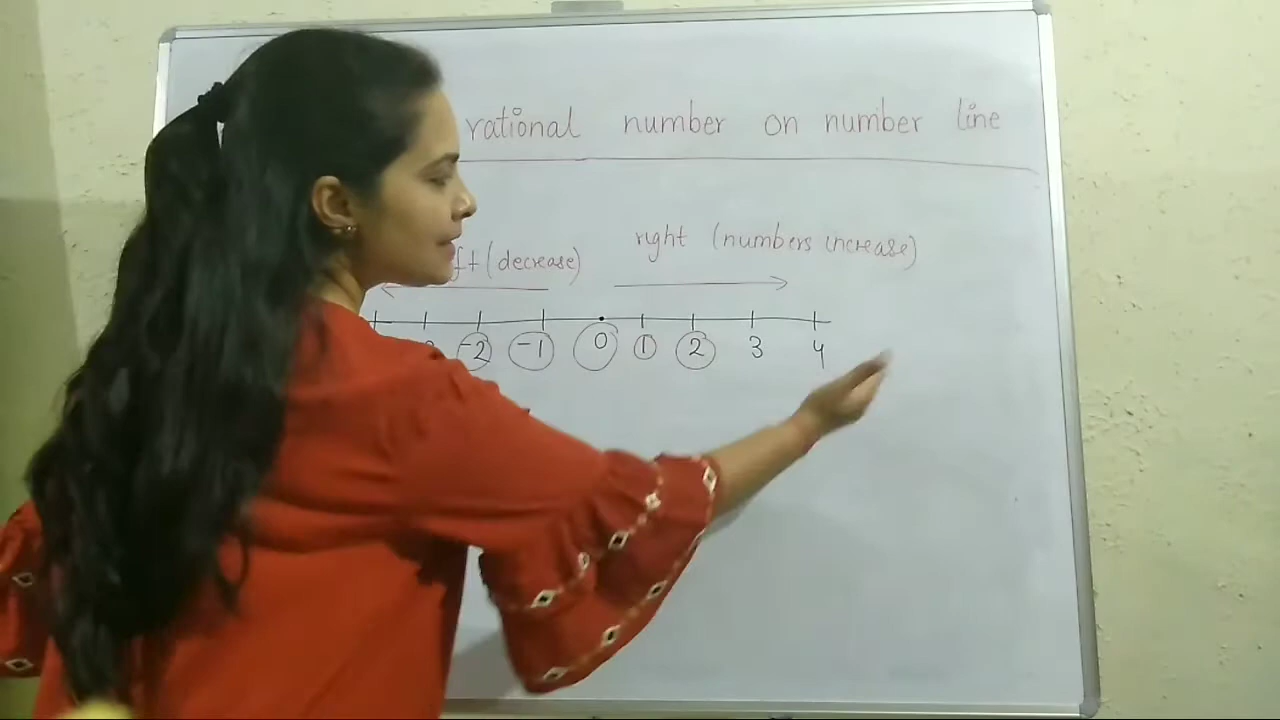 rational number on number line
right (numbers increase)
(decrease)
-2 -1 0 1 2 3 4